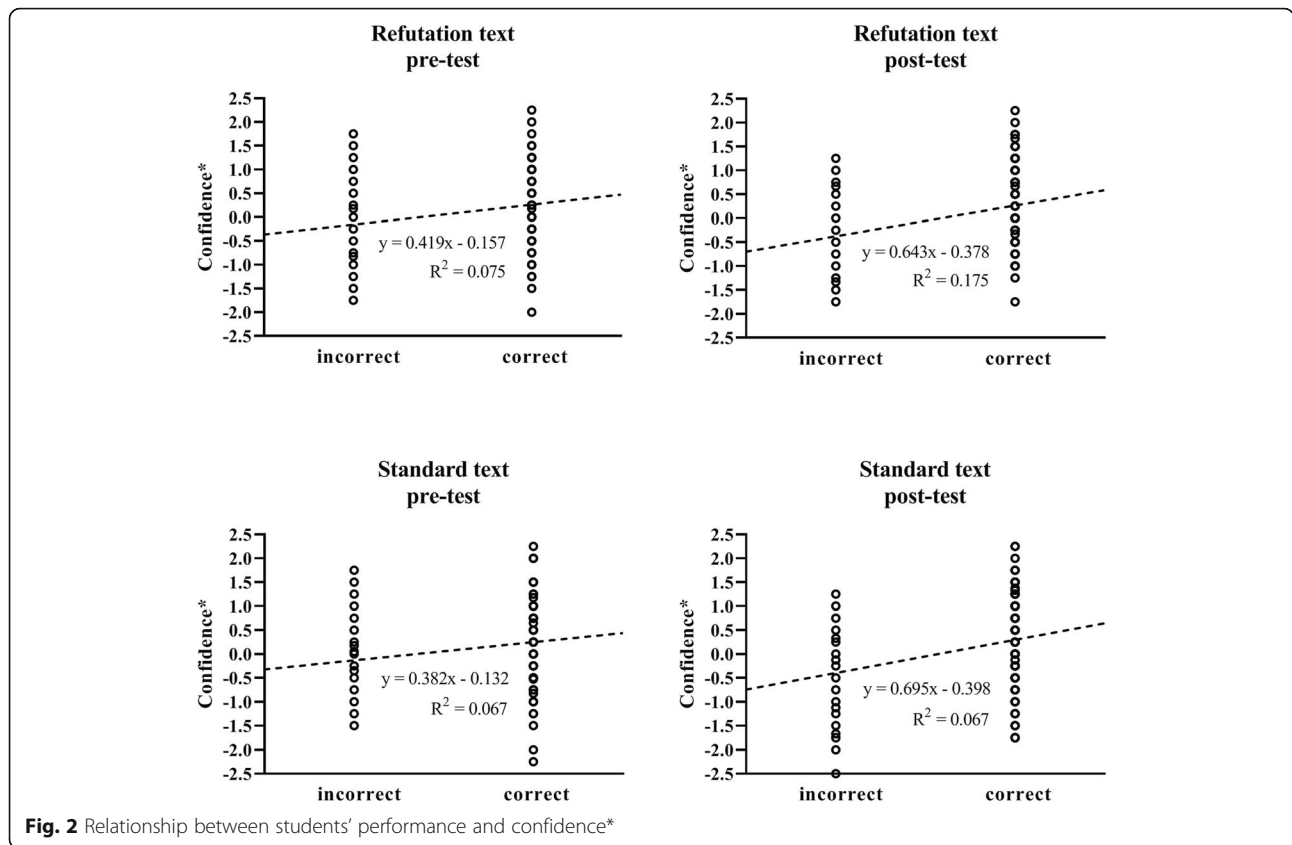 Refutation text
pre-test
2.5
2.0
1.5
1.0
0.5
0.0
-0.5
-1.0
-1.5
-2.0
-2.5
Confidence*
y = 0.419x - 0.157
R² = 0.075
incorrect correct
Refutation text
post-test
2.5
2.0
1.5
1.0
0.5
0.0
-0.5
-1.0
-1.5
-2.0
-2.5
Confidence*
y = 0.643x - 0.378
R² = 0.175
incorrect correct
Standard text
pre-test
2.5
2.0
1.5
1.0
0.5
0.0
-0.5
-1.0
-1.5
-2.0
-2.5
Confidence*
y = 0.382x - 0.132
R² = 0.067
incorrect correct
Standard text
post-test
2.5
2.0
1.5
1.0
0.5
0.0
-0.5
-1.0
-1.5
-2.0
-2.5
Confidence*
y = 0.695x - 0.398
R² = 0.067
incorrect correct
Fig. 2 Relationship between students’ performance and confidence*